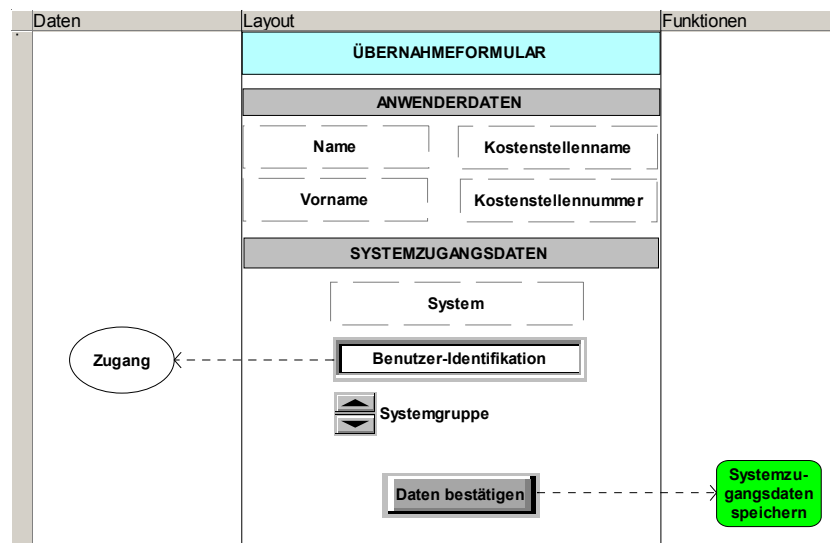 Daten Layout Funktionen
ÜBERNAHMEFORMULAR
ANWENDERDATEN
Name Kostenstellenname
Vorname Kostenstellennummer
SYSTEMZUGANGSDATEN
System
Zugang Benutzer-Identifikation
Systemgruppe
Daten bestätigen
Systemzu-
gangsdaten
speichern